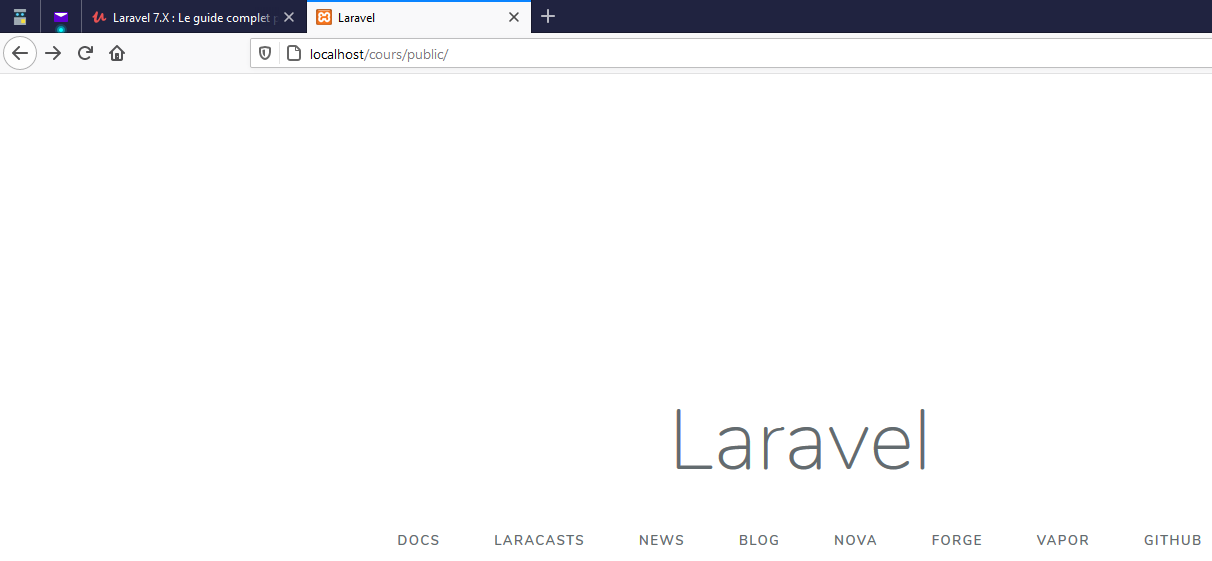 Laravel 7.X : Le guide complet p
Laravel
localhost/cours/public/
Laravel
DOCS LARACASTS NEWS BLOG NOVA FORGE VAPOR GITHUB